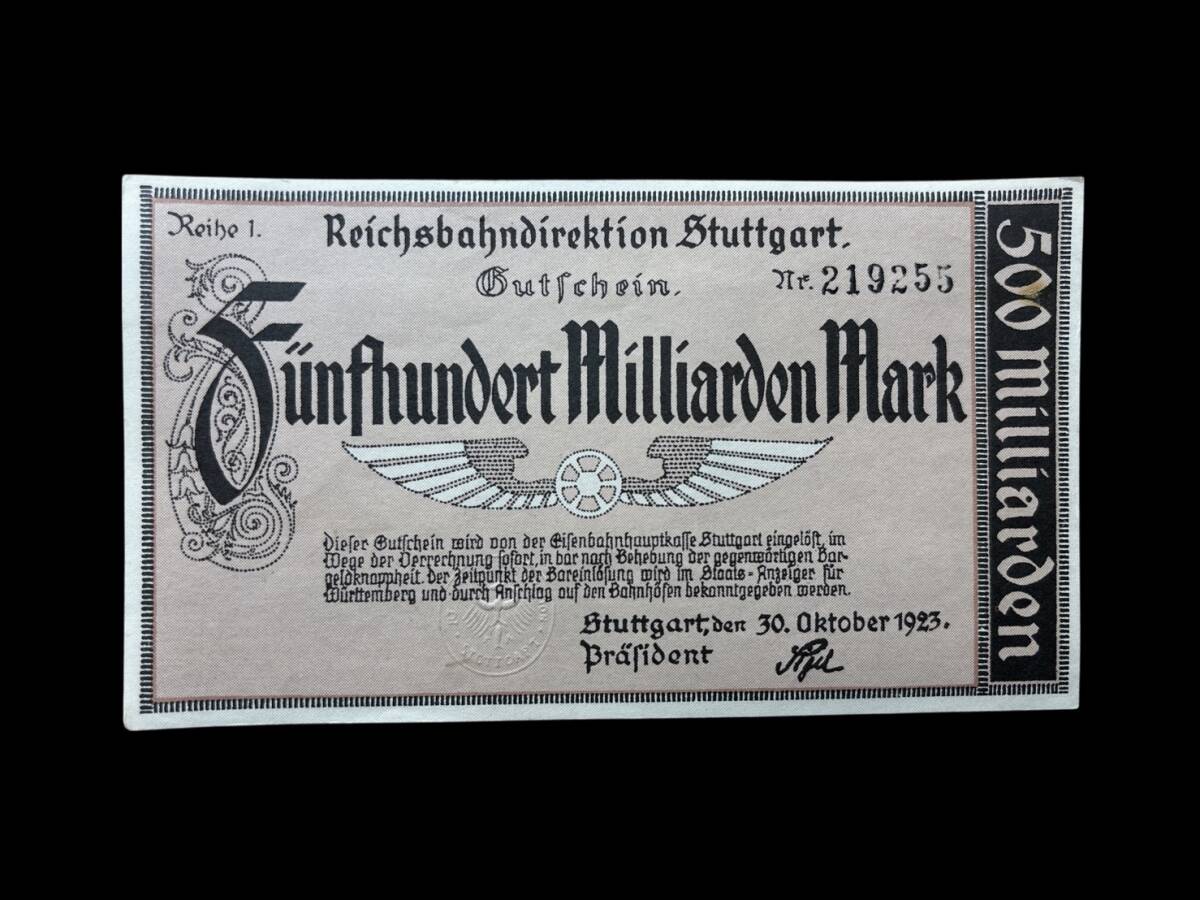 Reihe 1.
Reichsbahndirektion Stuttgart.
Gutschein.
Nr. 219255
Fünfhundert Milliarden Mark
Dieser Gutschein wird von der Eisenbahnhauptkasse Stuttgart eingelöst, im
Wege der Verrechnung sofort, in bar nach Behebung der gegenwärtigen Bar-
geldknappheit. der Zeitpunkt der Bareinlösung wird im Staats-Anzeiger für
Württemberg und durch Anschlag auf den Bahnhöfen bekanntgegeben werden.
Stuttgart, den 30. Oktober 1923.
Präsident
STUTTGART
500 Milliarden